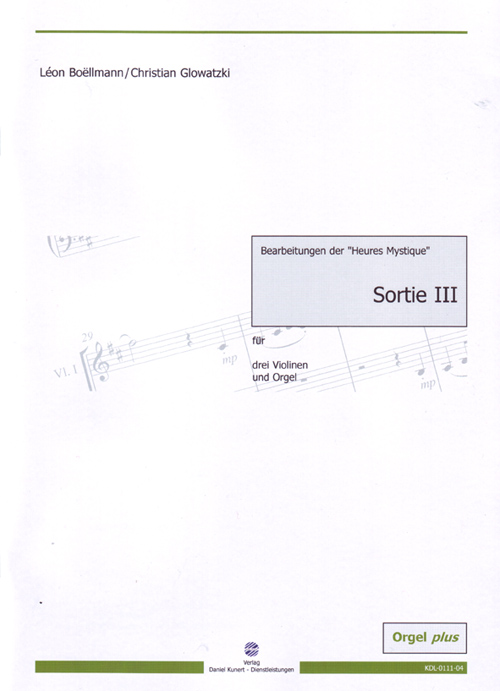 Léon Boëllmann/Christian Glowatzki
Bearbeitungen der "Heures Mystique"
Sortie III
für
drei Violinen
und Orgel
29
Vl. I
mp
mp
Orgel plus
Verlag
Daniel Kunert - Dienstleistungen
KDL-0111-04